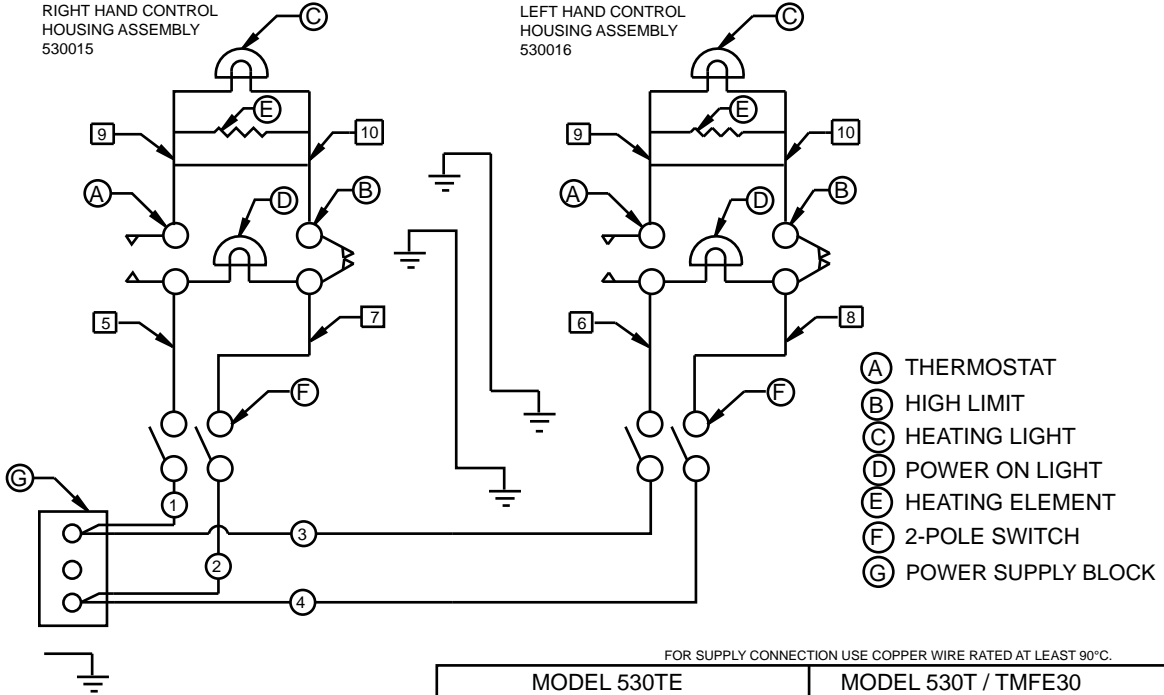 RIGHT HAND CONTROL
HOUSING ASSEMBLY
530015
C
E
9
10
A
B
D
5
7
F
G
1
2
3
4
LEFT HAND CONTROL
HOUSING ASSEMBLY
530016
C
E
9
10
A
B
D
6
8
F
A THERMOSTAT
B HIGH LIMIT
C HEATING LIGHT
D POWER ON LIGHT
E HEATING ELEMENT
F 2-POLE SWITCH
G POWER SUPPLY BLOCK
FOR SUPPLY CONNECTION USE COPPER WIRE RATED AT LEAST 90°C.
MODEL 530TE
MODEL 530T / TMFE30